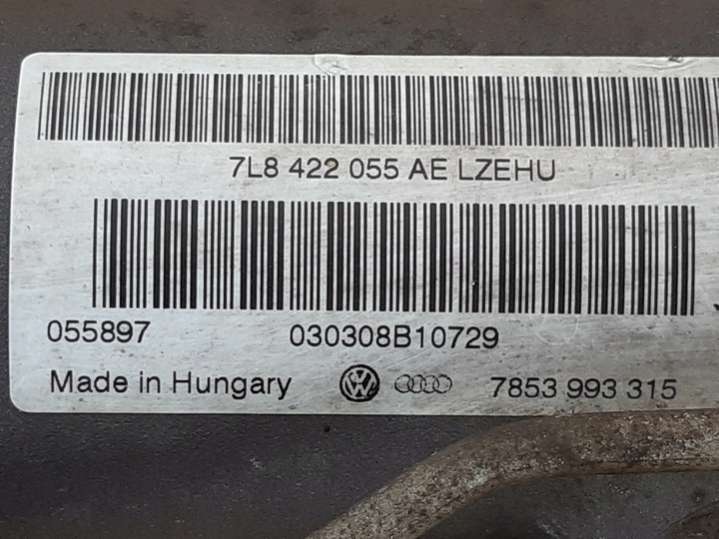 7L8 422 055 AE LZEHU
055897 030308B10729
Made in Hungary 7853 993 315